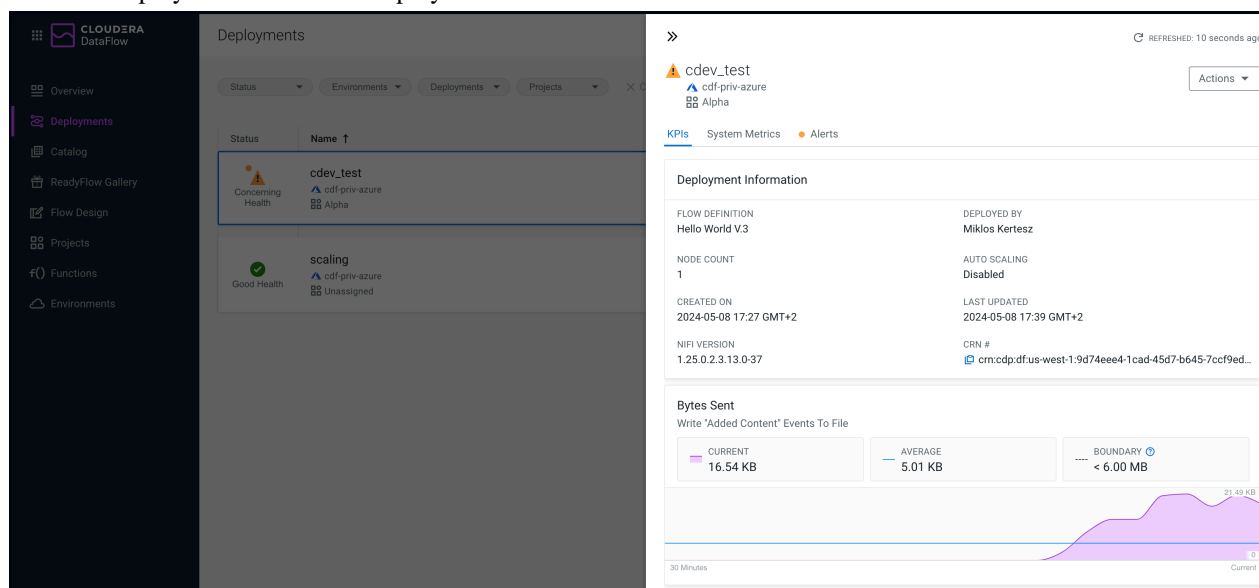 CLOUDERA
DataFlow
Overview
Deployments
Catalog
ReadyFlow Gallery
Flow Design
Projects
Functions
Environments
Deployments
Status
Environments
Deployments
Projects
Status
Name ↑
Concerning
Health
cdev_test
cdf-priv-azure
Alpha
Good Health
scaling
cdf-priv-azure
Unassigned
REFRESHED: 10 seconds ago
cdev_test
cdf-priv-azure
Alpha
Actions
KPIs System Metrics Alerts
Deployment Information
FLOW DEFINITION
Hello World V.3
DEPLOYED BY
Miklos Kertesz
NODE COUNT
1
AUTO SCALING
Disabled
CREATED ON
2024-05-08 17:27 GMT+2
LAST UPDATED
2024-05-08 17:39 GMT+2
NIFI VERSION
1.25.0.2.3.13.0-37
CRN #
crn:cdp:df:us-west-1:9d74eee4-1cad-45d7-b645-7ccf9ed...
Bytes Sent
Write "Added Content" Events To File
CURRENT
16.54 KB
AVERAGE
5.01 KB
BOUNDARY
< 6.00 MB
21.49 KB
0
30 Minutes
Current